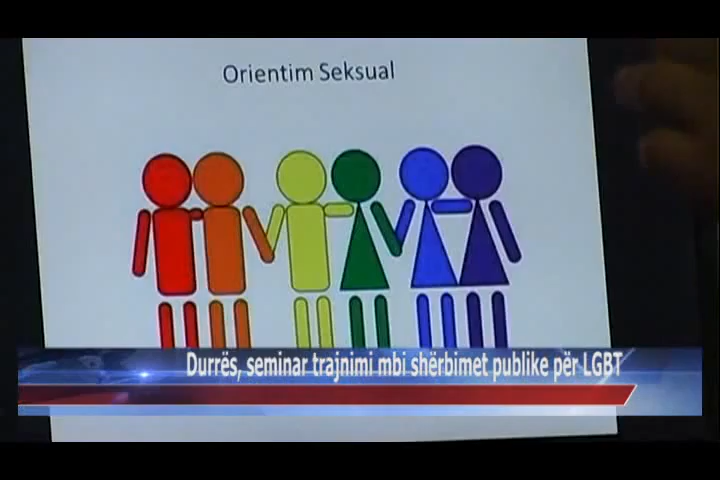 Orientim Seksual
Durrës, seminar trajnimi mbi shërbimet publike për LGBT